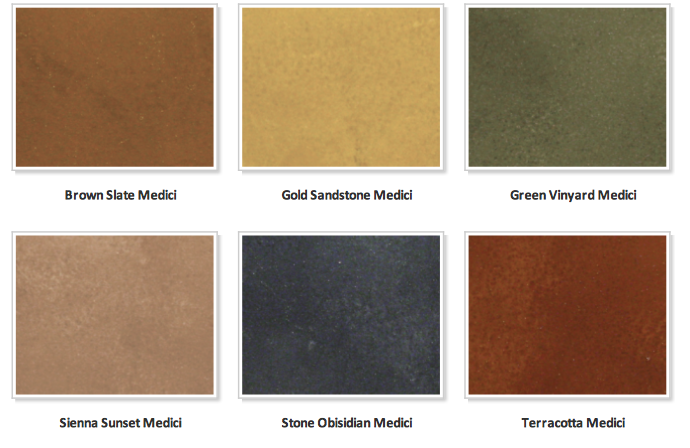 Brown Slate Medici
Gold Sandstone Medici
Green Vinyard Medici
Sienna Sunset Medici
Stone Obisidian Medici
Terracotta Medici